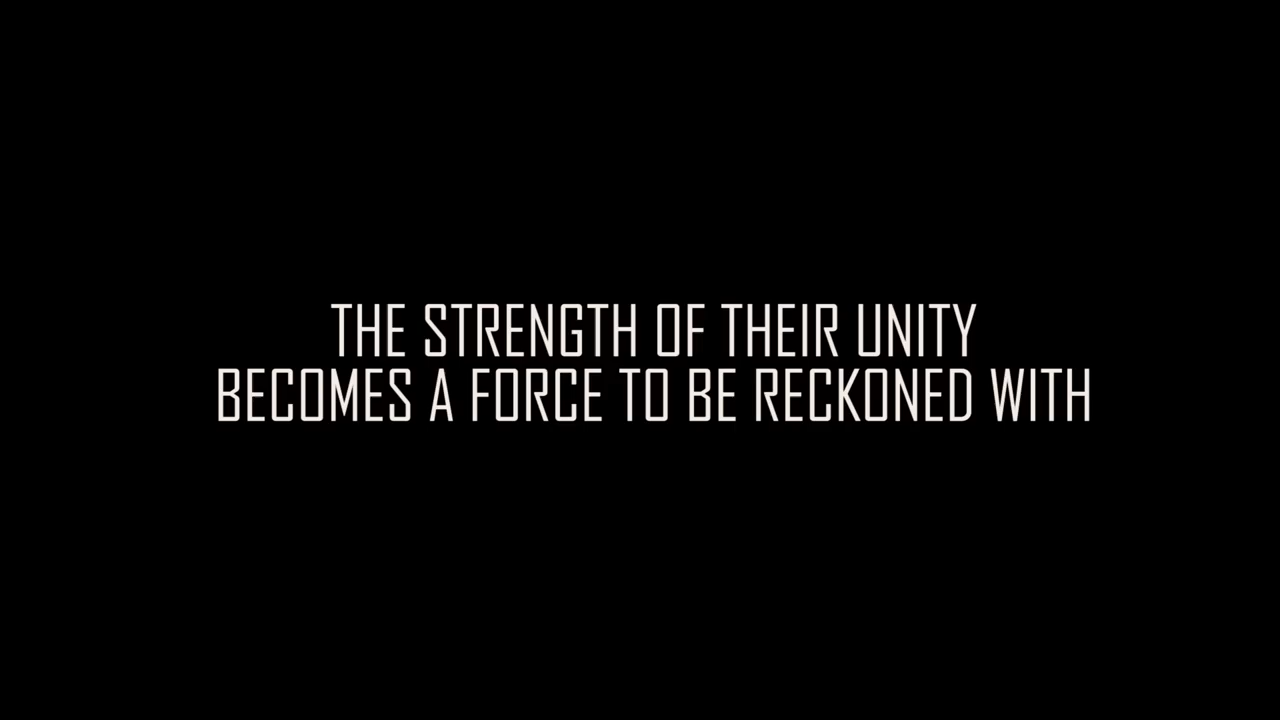 THE STRENGTH OF THEIR UNITY
BECOMES A FORCE TO BE RECKONED WITH